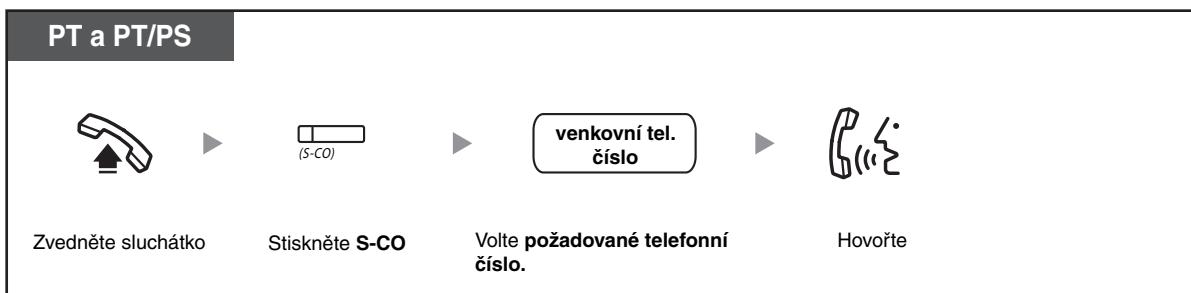 PT a PT/PS
(S-CO)
venkovní tel.
číslo
Zvedněte sluchátko
Stiskněte S-CO
Volte požadované telefonní
číslo.
Hovořte